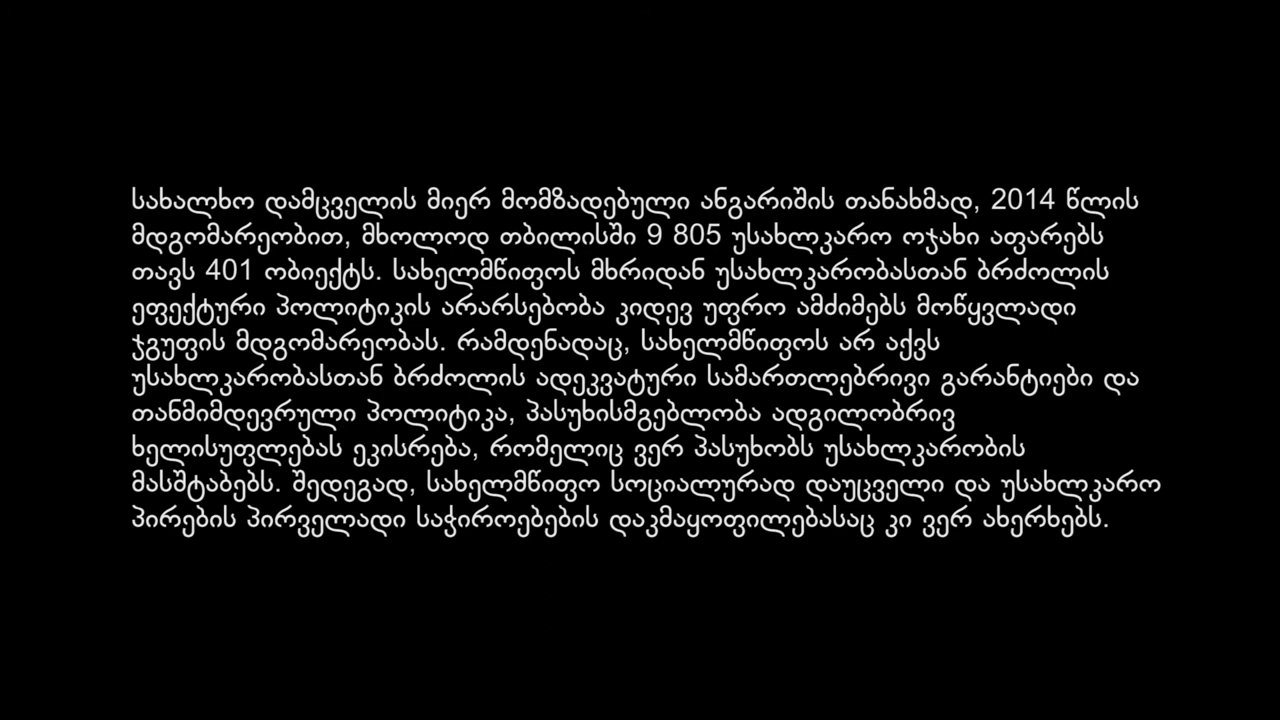 სახალხო დამცველის მიერ მომზადებული ანგარიშის თანახმად, 2014 წლის
მდგომარეობით, მხოლოდ თბილისში 9 805 უსახლკარო ოჯახი აფარებს
თავს 401 ობიექტს. სახელმწიფოს მხრიდან უსახლკარობასთან ბრძოლის
ეფექტური პოლიტიკის არარსებობა კიდევ უფრო ამძიმებს მოწყვლადი
ჯგუფის მდგომარეობას. რამდენადაც, სახელმწიფოს არ აქვს
უსახლკარობასთან ბრძოლის ადეკვატური სამართლებრივი გარანტიები და
თანმიმდევრული პოლიტიკა, პასუხისმგებლობა ადგილობრივ
ხელისუფლებას ეკისრება, რომელიც ვერ პასუხობს უსახლკარობის
მასშტაბებს. შედეგად, სახელმწიფო სოციალურად დაუცველი და უსახლკარო
პირების პირველადი საჭიროებების დაკმაყოფილებასაც კი ვერ ახერხებს.